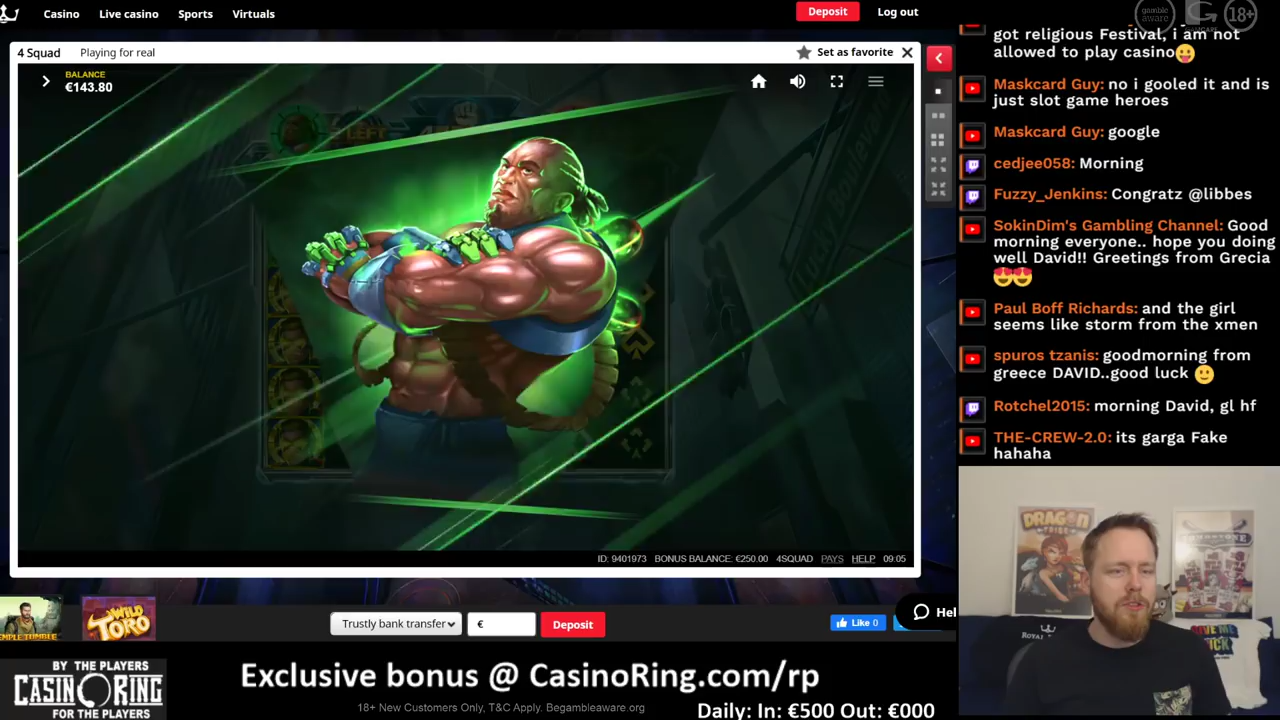 Casino
Live casino
Sports
Virtuals
Deposit
Log out
gamble
aware
18+
4 Squad
Playing for real
Set as favorite
BALANCE
€143.80
LEFT
ID: 9401973
BONUS BALANCE: €250.00
4SQUAD
PAYS
HELP
09:05
got religious Festival, i am not
allowed to play casino😛
Maskcard Guy: no i gooled it and is
just slot game heroes
Maskcard Guy: google
cedjee058: Morning
Fuzzy_Jenkins: Congratz @libbes
SokinDim's Gambling Channel: Good
morning everyone.. hope you doing
well David!! Greetings from Grecia
😍😍
Paul Boff Richards: and the girl
seems like storm from the xmen
spuros tzanis: goodmorning from
greece DAVID..good luck 🙂
Rotchel2015: morning David, gl hf
THE-CREW-2.0: its garga Fake
hahaha
DRAGON
WILD
TORO
Trustly bank transfer
€
Deposit
Like 0
Hel
BY THE PLAYERS
CASINORING
FOR THE PLAYERS
Exclusive bonus @ CasinoRing.com/rp
18+ New Customers Only, T&C Apply. Begambleaware.org
Daily: In: €500 Out: €000